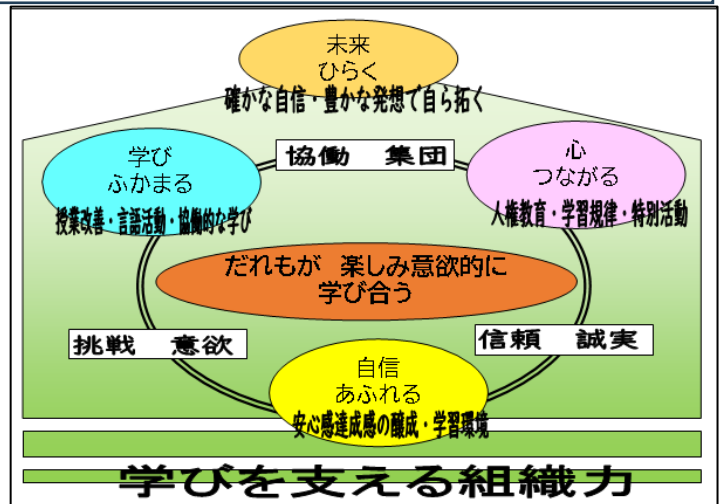 未来
ひらく
確かな自信・豊かな発想で自ら拓く
協働　集団
学び
ふかまる
授業改善・言語活動・協働的な学び
心
つながる
人権教育・学習規律・特別活動
だれもが　楽しみ意欲的に
学び合う
挑戦　意欲
信頼　誠実
自信
あふれる
安心感達成感の醸成・学習環境
学びを支える組織力